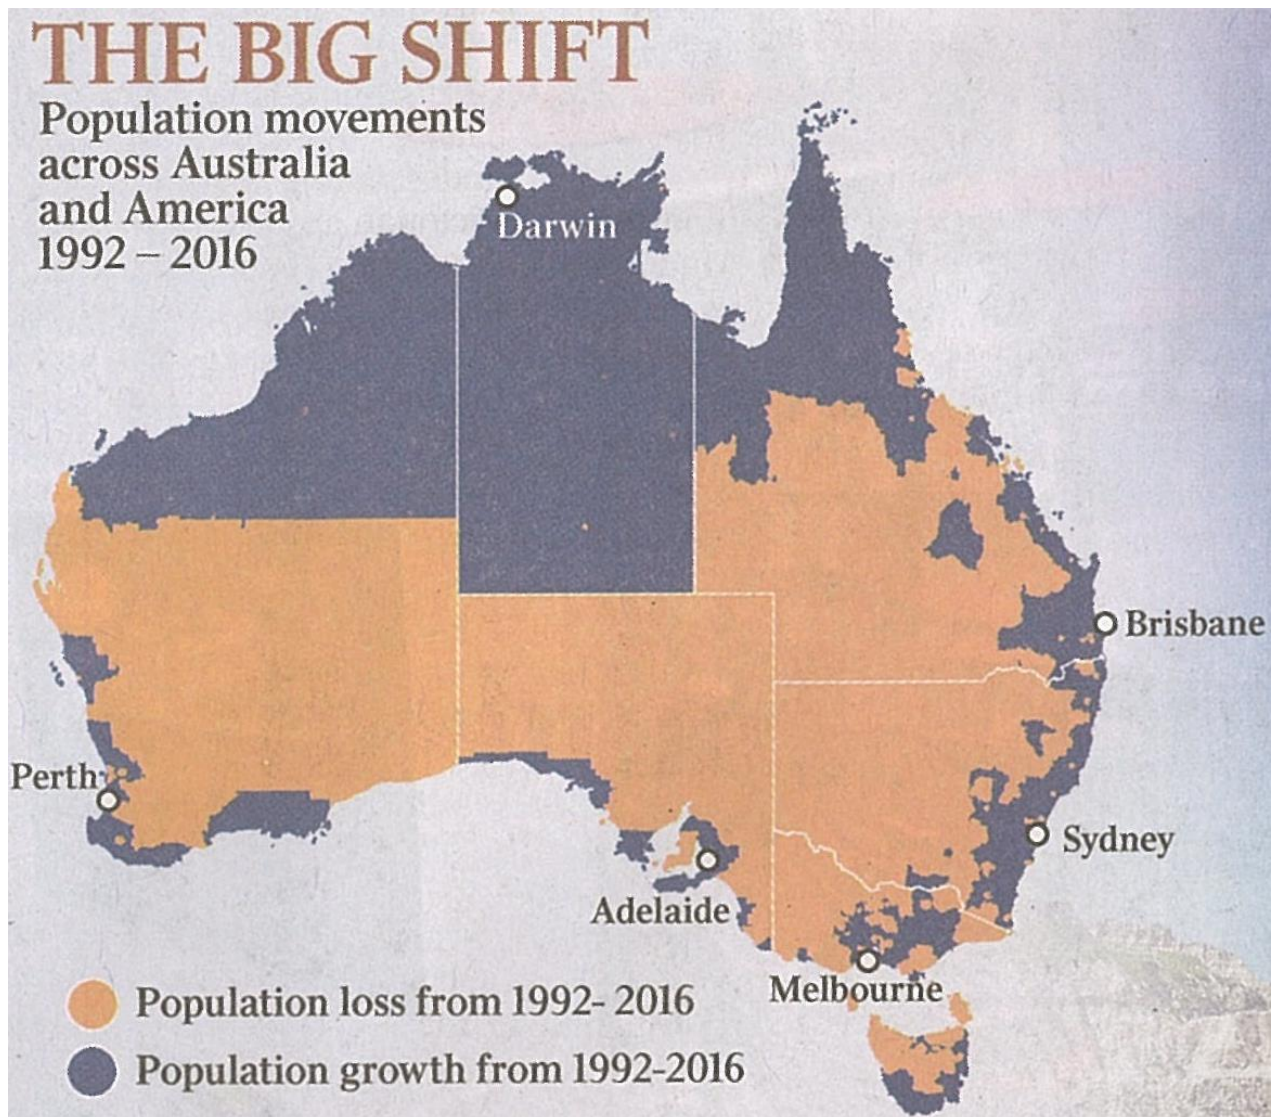 THE BIG SHIFT
Population movements
across Australia
and America
1992 – 2016
Darwin
Brisbane
Perth
Sydney
Adelaide
Melbourne
Population loss from 1992- 2016
Population growth from 1992-2016